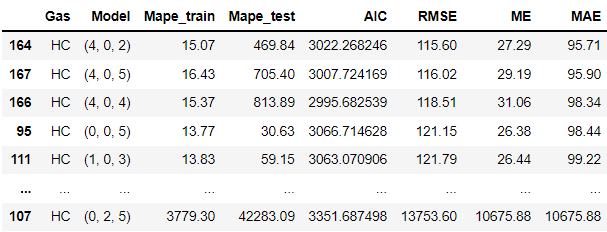 Gas Model Mape_train Mape_test AIC RMSE ME MAE
164 HC (4, 0, 2) 15.07 469.84 3022.268246 115.60 27.29 95.71
167 HC (4, 0, 5) 16.43 705.40 3007.724169 116.02 29.19 95.90
166 HC (4, 0, 4) 15.37 813.89 2995.682539 118.51 31.06 98.34
95 HC (0, 0, 5) 13.77 30.63 3066.714628 121.15 26.38 98.44
111 HC (1, 0, 3) 13.83 59.15 3063.070906 121.79 26.44 99.22
... ... ... ... ... ... ... ... ...
107 HC (0, 2, 5) 3779.30 42283.09 3351.687498 13753.60 10675.88 10675.88